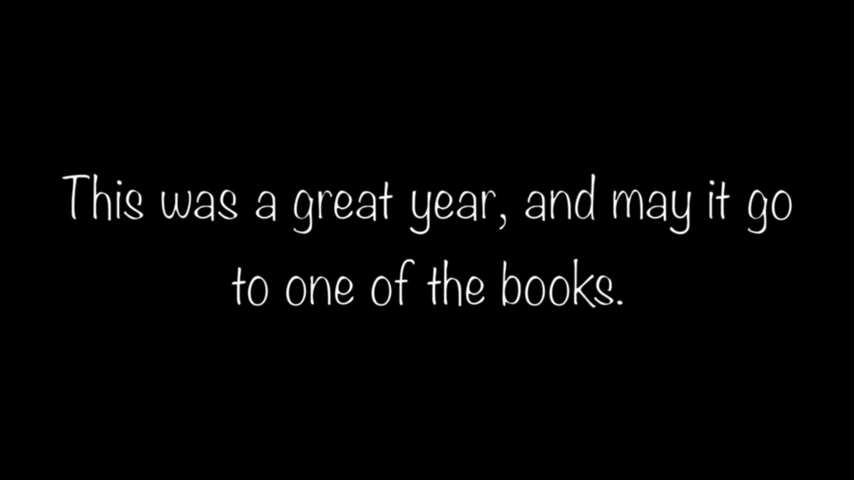 This was a great year, and may it go
to one of the books.